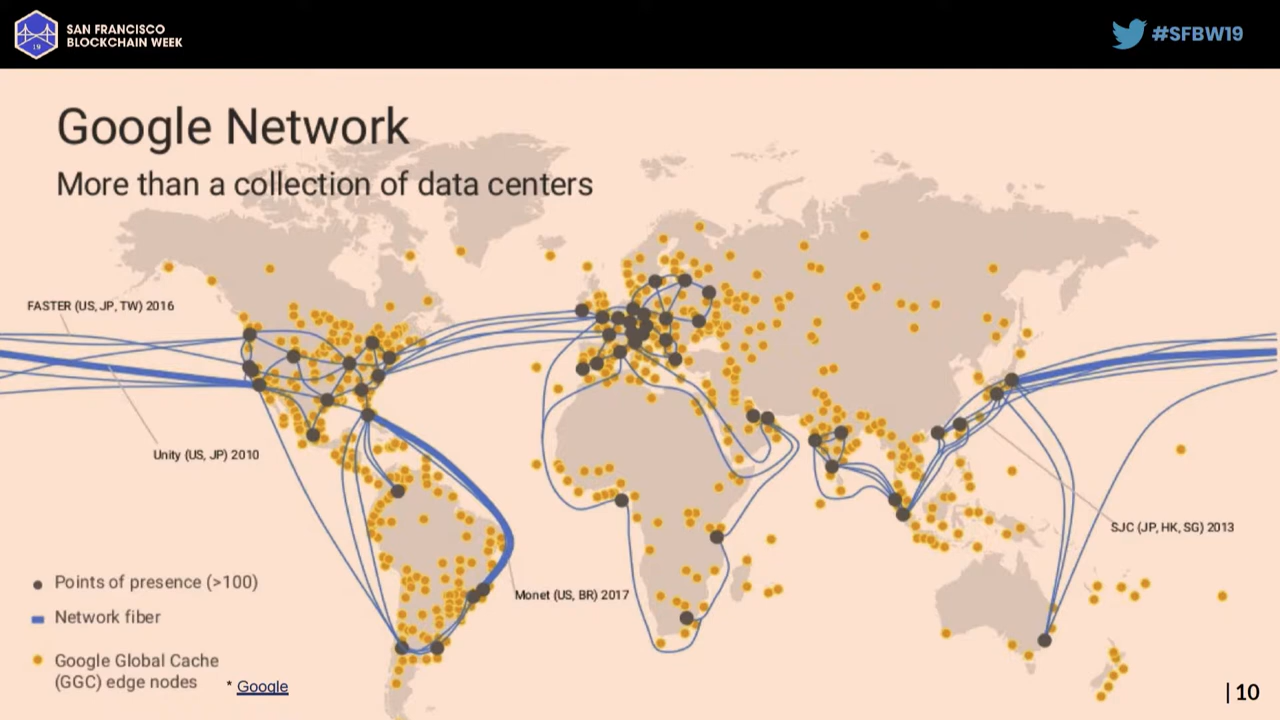 SAN FRANCISCO
BLOCKCHAIN WEEK
19
#SFBW19
Google Network
More than a collection of data centers
FASTER (US, JP, TW) 2016
Unity (US, JP) 2010
SJC (JP, HK, SG) 2013
Monet (US, BR) 2017
Points of presence (>100)
Network fiber
Google Global Cache
(GGC) edge nodes
* Google
| 10